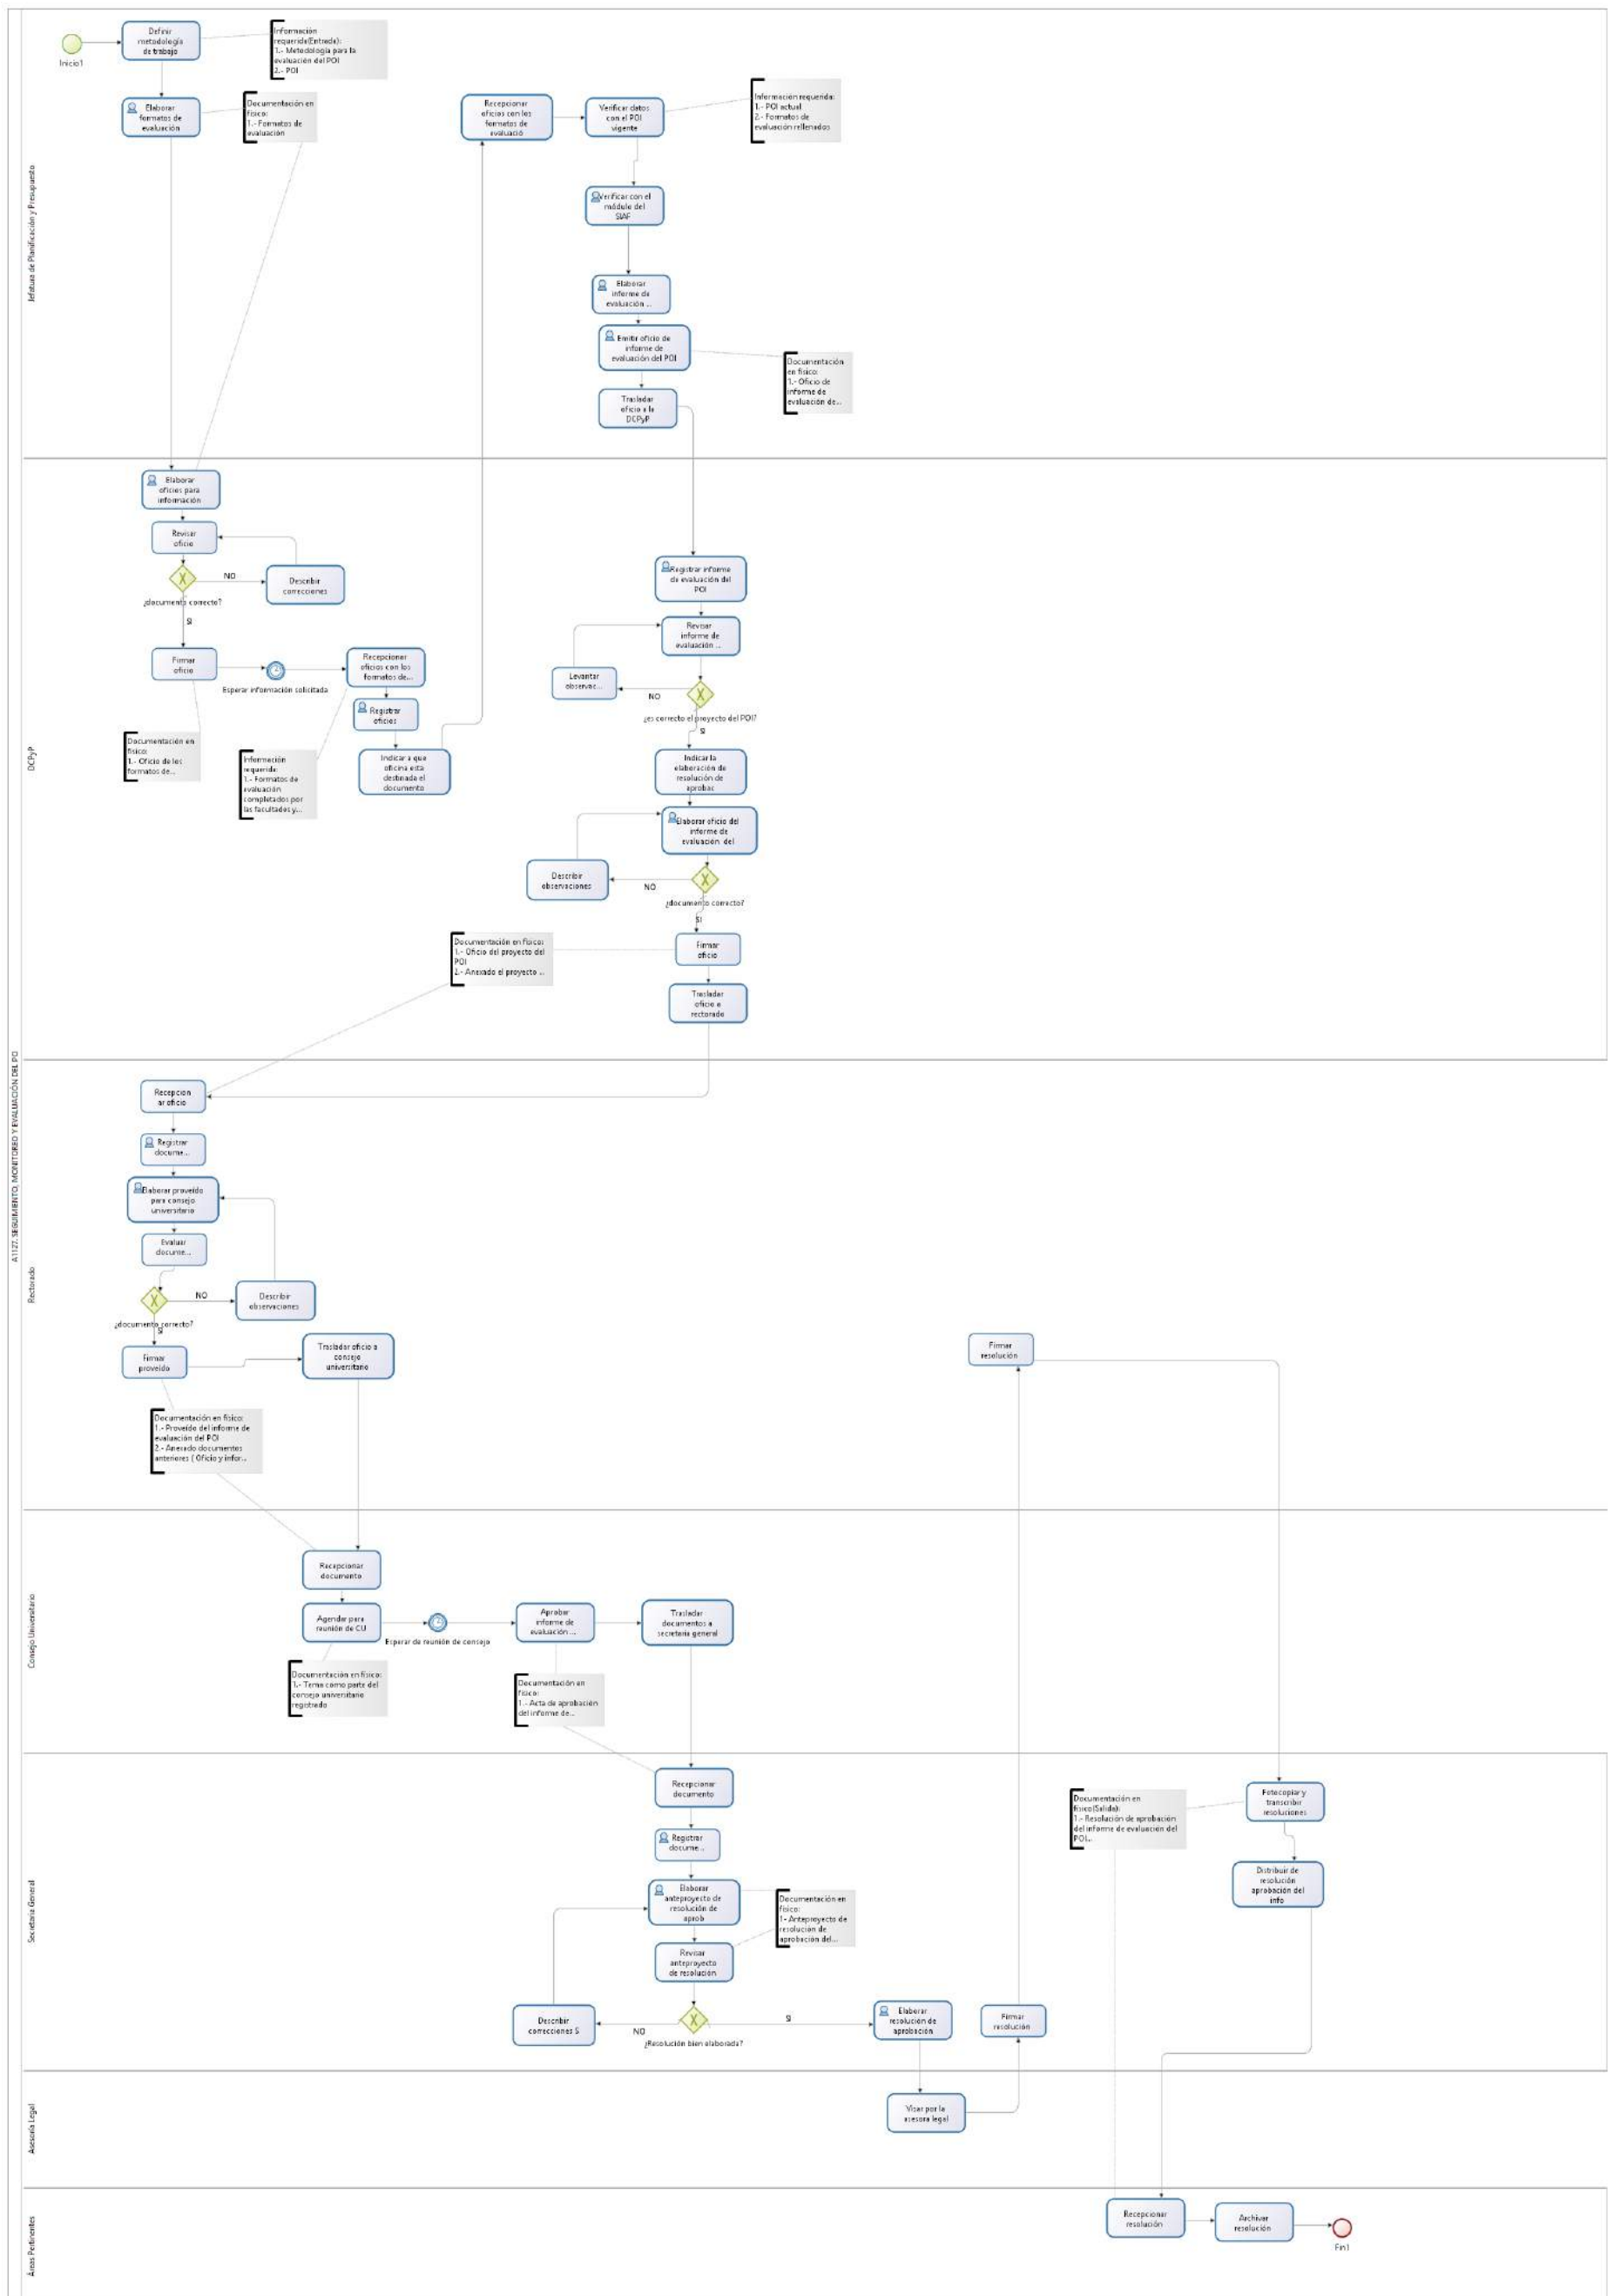 A1127. SEGUIMIENTO, MONITOREO Y EVALUACIÓN DEL PO
Jefatura de Planificación y Presupuesto
Inicio1
Definir
metodología
de trabajo
Información
requerida(Entrada):
1.- Metodología para la
evaluación del POI
2.- POI
Elaborar
formatos de
evaluación
Documentación en
físico:
1.- Formatos de
evaluación
Recepcionar
oficios con los
formatos de
evaluació
Verificar datos
con el POI
vigente
Información requerida:
1.- POI actual
2.- Formatos de
evaluación rellenados
Verificar con el
módulo del
SIAF
Elaborar
informe de
evaluación ...
Emitir oficio de
informe de
evaluación del POI
Documentación
en físico:
1.- Oficio de
informe de
evaluación de...
Trasladar
oficio a la
DCPyP
DCPyP
Elaborar
oficios para
información
Revisar
oficio
NO
Describir
correcciones
¿documento correcto?
SI
Firmar
oficio
Esperar información solicitada
Recepcionar
oficios con los
formatos de...
Registrar
oficios
Indicar a que
oficina esta
destinada el
documento
Documentación en
físico:
1.- Oficio de los
formatos de...
Información
requerida:
1.- Formatos de
evaluación
completados por
las facultades y...
Registrar informe
de evaluación del
POI
Revisar
informe de
evaluación ...
Levantar
observac...
NO
¿es correcto el proyecto del POI?
SI
Indicar la
elaboración de
resolución de
aprobac
Elaborar oficio del
informe de
evaluación del
Describir
observaciones
NO
¿documento correcto?
SI
Firmar
oficio
Documentación en físico:
1.- Oficio del proyecto del
POI
2.- Anexado el proyecto ...
Trasladar
oficio a
rectorado
Rectorado
Recepcion
ar oficio
Registrar
docume...
Elaborar proveído
para consejo
universitario
Evaluar
docume...
NO
Describir
observaciones
¿documento correcto?
SI
Firmar
proveído
Trasladar oficio a
consejo
universitario
Documentación en físico:
1.- Proveído del informe de
evaluación del POI
2.- Anexado documentos
anteriores ( Oficio y infor...
Firmar
resolución
Consejo Universitario
Recepcionar
documento
Agendar para
reunión de CU
Esperar de reunión de consejo
Aprobar
informe de
evaluación ...
Trasladar
documentos a
secretaria general
Documentación en físico:
1.- Tema como parte del
consejo universitario
registrado
Documentación en
físico:
1.- Acta de aprobación
del informe de...
Secretaria General
Recepcionar
documento
Registrar
docume...
Elaborar
anteproyecto de
resolución de
aprob
Documentación en
físico:
1- Anteproyecto de
resolución de
aprobación del...
Revisar
anteproyecto
de resolución
Describir
correcciones S
NO
SI
¿Resolución bien elaborada?
Elaborar
resolución de
aprobación
Firmar
resolución
Documentación en
físico(Salida):
1.- Resolución de aprobación
del informe de evaluación del
POI...
Fotocopiar y
transcribir
resoluciones
Distribuir de
resolución
aprobación del
info
Asesoría Legal
Visar por la
asesora legal
Áreas Pertinentes
Recepcionar
resolución
Archivar
resolución
Fin1